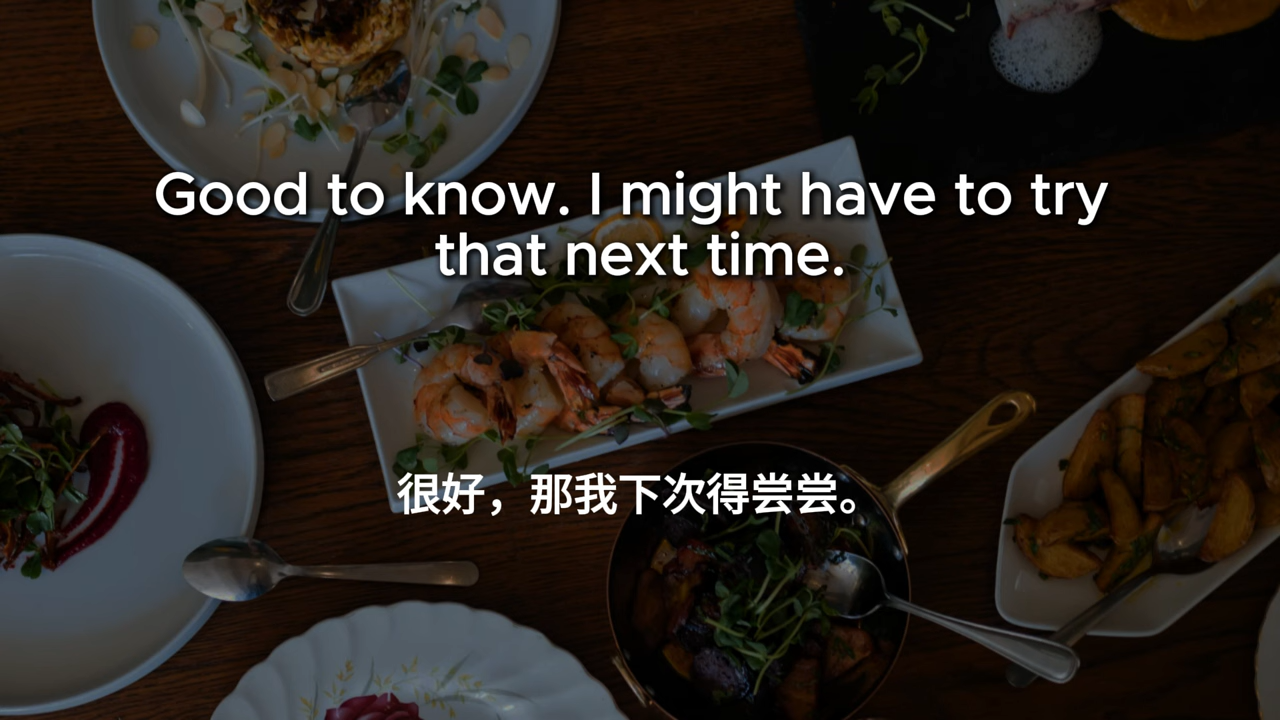 Good to know. I might have to try
that next time.
很好，那我下次得尝尝。